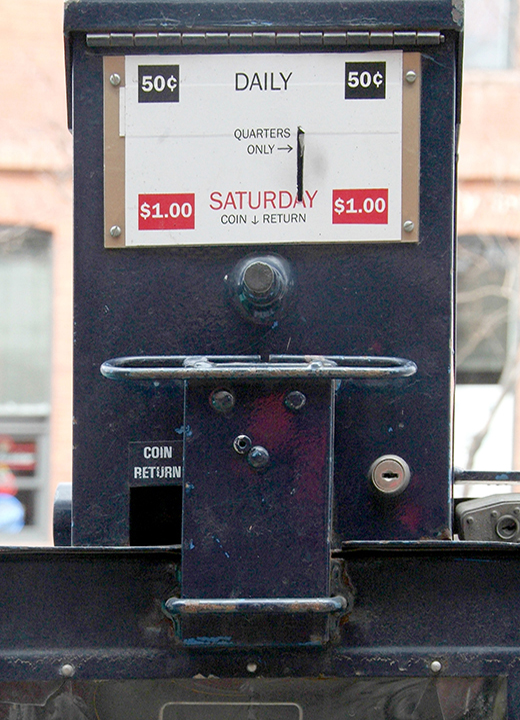 50¢ DAILY 50¢
QUARTERS
ONLY →
$1.00 SATURDAY $1.00
COIN ↓ RETURN
COIN
RETURN